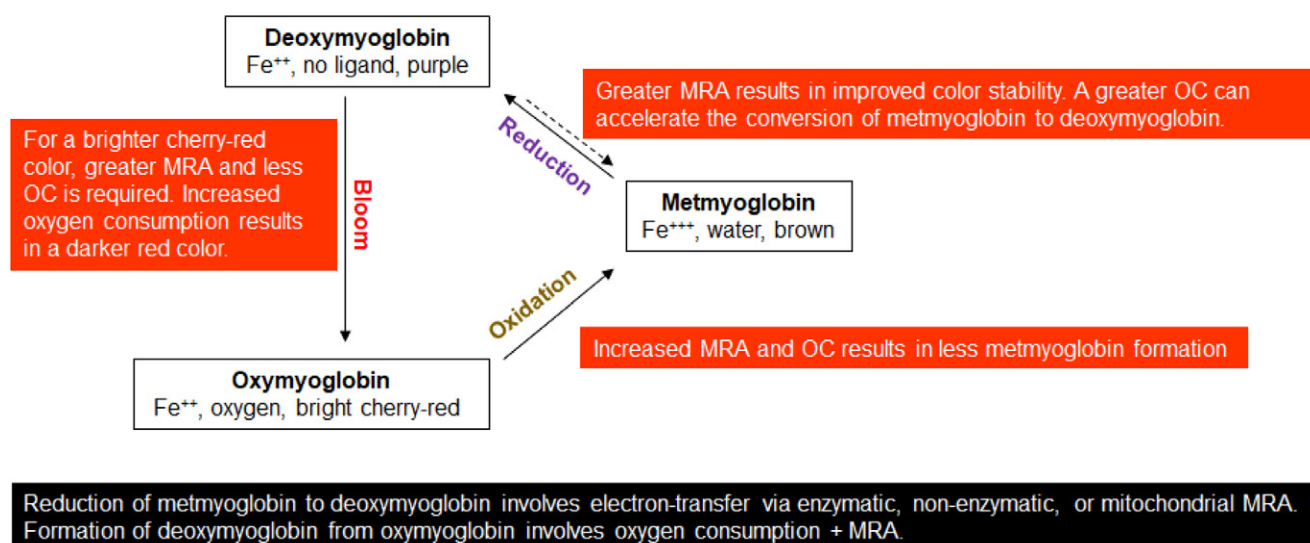 Deoxymyoglobin
Fe⁺⁺, no ligand, purple
Greater MRA results in improved color stability. A greater OC can
accelerate the conversion of metmyoglobin to deoxymyoglobin.
For a brighter cherry-red
color, greater MRA and less
OC is required. Increased
oxygen consumption results
in a darker red color.
Bloom
Reduction
Metmyoglobin
Fe⁺⁺⁺, water, brown
Oxidation
Increased MRA and OC results in less metmyoglobin formation
Oxymyoglobin
Fe⁺⁺, oxygen, bright cherry-red
Reduction of metmyoglobin to deoxymyoglobin involves electron-transfer via enzymatic, non-enzymatic, or mitochondrial MRA.
Formation of deoxymyoglobin from oxymyoglobin involves oxygen consumption + MRA.